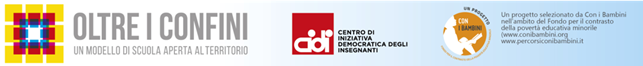 OLTRE I CONFINI
UN MODELLO DI SCUOLA APERTA AL TERRITORIO
cidi
CENTRO DI
INIZIATIVA
DEMOCRATICA DEGLI
INSEGNANTI
UN PROGETTO
CON I BAMBINI
Un progetto selezionato da Con i Bambini
nell'ambito del Fondo per il contrasto
della povertà educativa minorile
(www.conibambini.org
www.percorsiconibambini.it